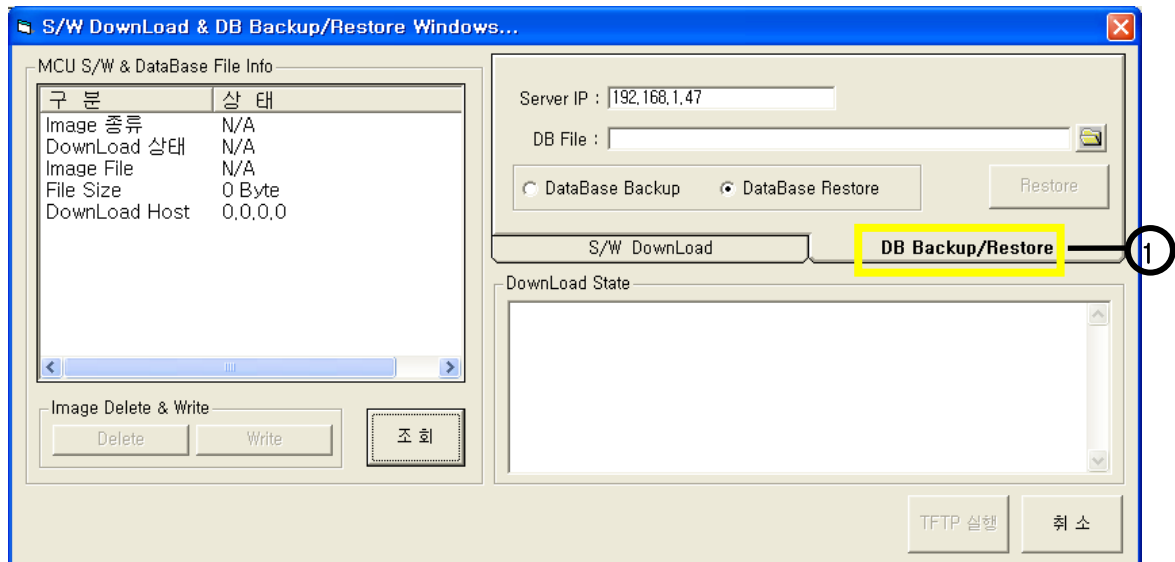 S/W DownLoad & DB Backup/Restore Windows...
MCU S/W & DataBase File Info
구 분 상 태
Image 종류 N/A
DownLoad 상태 N/A
Image File N/A
File Size 0 Byte
DownLoad Host 0,0,0,0
Image Delete & Write
Delete Write
조 회
Server IP : 192,168,1,47
DB File :
DataBase Backup DataBase Restore
Restore
S/W DownLoad DB Backup/Restore
1
DownLoad State
TFTP 실행 취 소